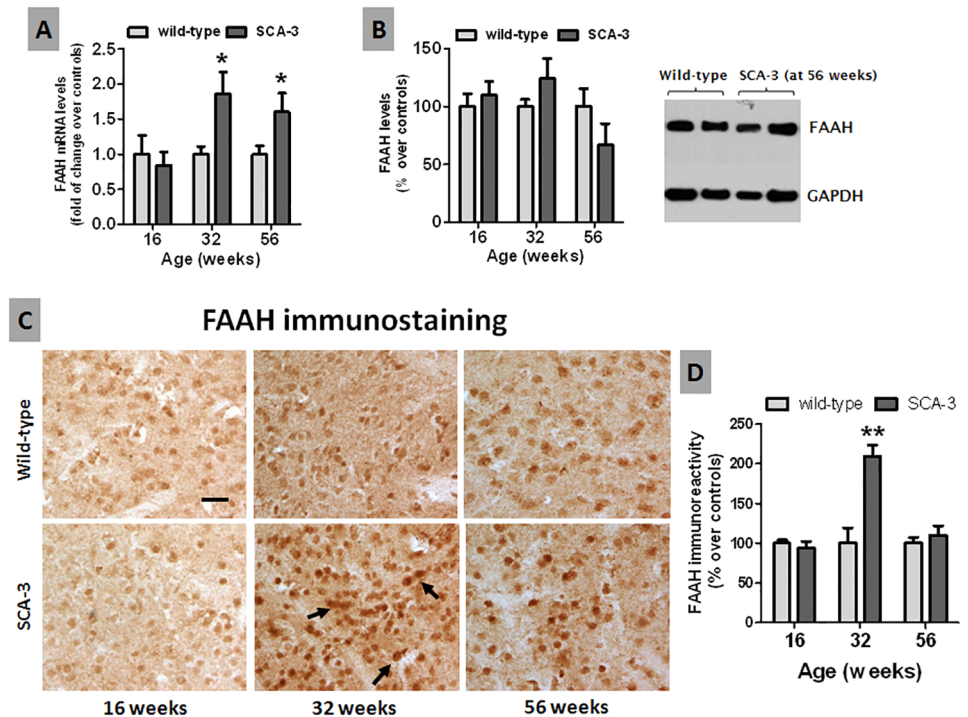 A
wild-type SCA-3
FAAH mRNA levels
(fold of change over controls)
2.5
2.0
1.5
1.0
0.5
0.0
*
*
16 32 56
Age (weeks)
B
wild-type SCA-3
FAAH levels
(% over controls)
150
100
50
0
16 32 56
Age (weeks)
Wild-type SCA-3 (at 56 weeks)
FAAH
GAPDH
C
FAAH immunostaining
Wild-type
SCA-3
16 weeks 32 weeks 56 weeks
D
wild-type SCA-3
FAAH immunoreactivity
(% over controls)
250
200
150
100
50
0
**
16 32 56
Age (weeks)